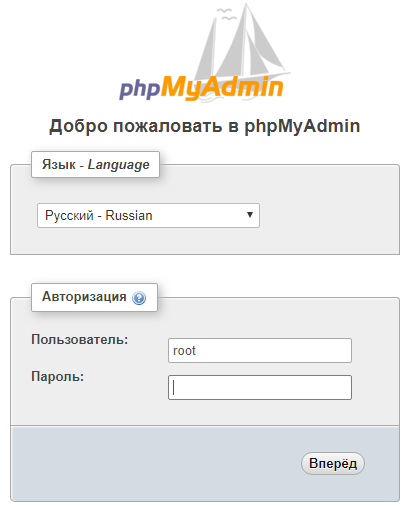 phpMyAdmin
Добро пожаловать в phpMyAdmin
Язык - Language
Русский - Russian
Авторизация
Пользователь:
root
Пароль:
Вперёд